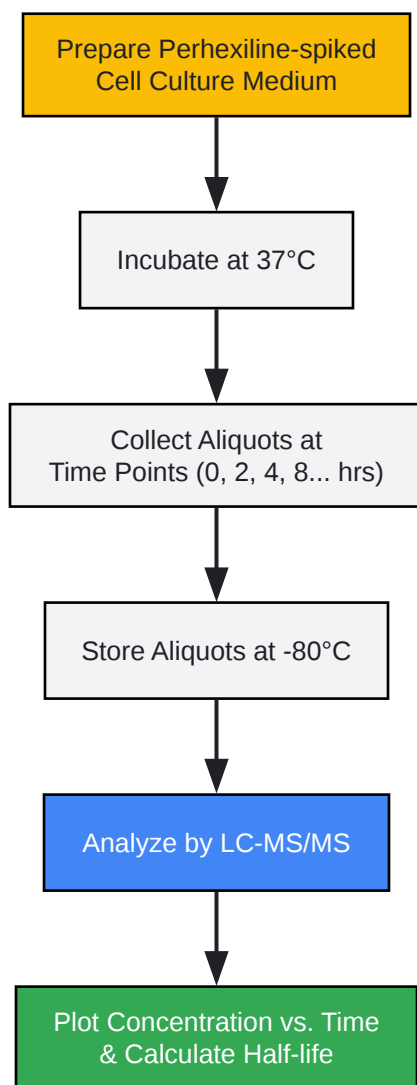 Prepare Perhexiline-spiked
Cell Culture Medium
Incubate at 37°C
Collect Aliquots at
Time Points (0, 2, 4, 8... hrs)
Store Aliquots at -80°C
Analyze by LC-MS/MS
Plot Concentration vs. Time
& Calculate Half-life